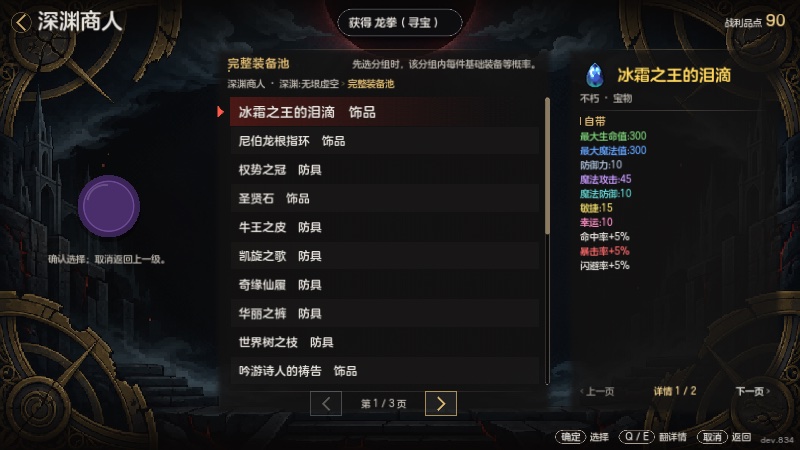 深渊商人
获得 龙拳（寻宝）
战利品点 90
完整装备池
先选分组时，该分组内每件基础装备等概率。
深渊商人 · 深渊:无垠虚空 · 完整装备池
冰霜之王的泪滴 饰品
尼伯龙根指环 饰品
权势之冠 防具
圣贤石 饰品
牛王之皮 防具
凯旋之歌 防具
奇缘仙履 防具
华丽之裤 防具
世界树之枝 防具
吟游诗人的祷告 饰品
第 1 / 3 页
确认选择；取消返回上一级。
冰霜之王的泪滴
不朽 · 宝物
自带
最大生命值:300
最大魔法值:300
防御力:10
魔法攻击:45
魔法防御:10
敏捷:15
幸运:10
命中率+5%
暴击率+5%
闪避率+5%
‹ 上一页 详情 1 / 2 下一页 ›
确定 选择 Q / E 翻详情 取消 返回
dev.834